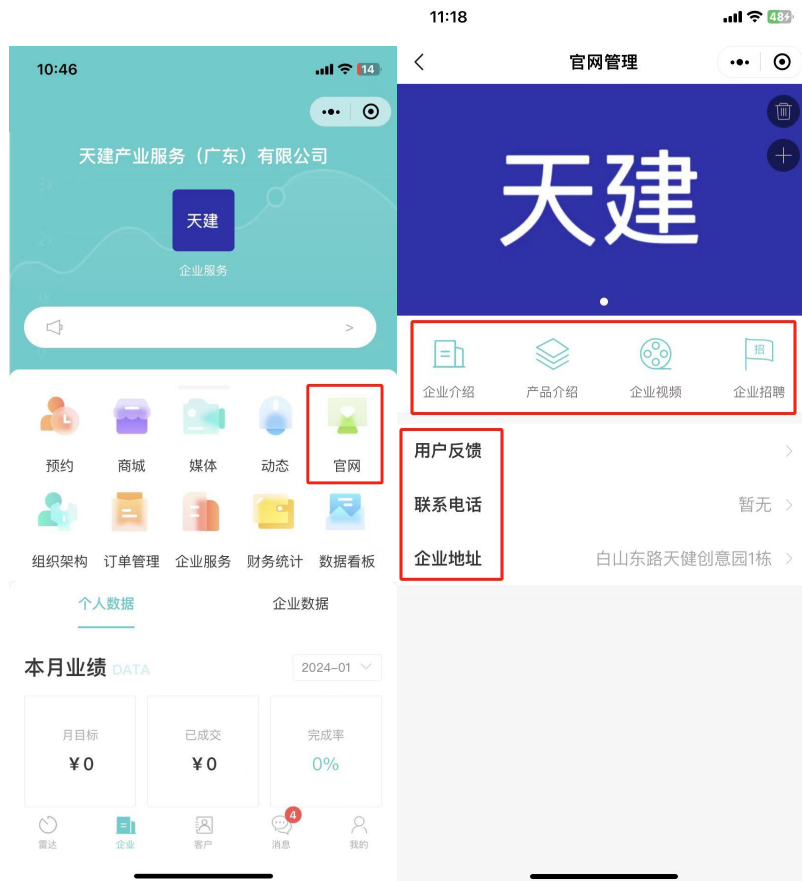 10:46
14
天建产业服务（广东）有限公司
天建
企业服务
>
预约 商城 媒体 动态 官网
组织架构 订单管理 企业服务 财务统计 数据看板
个人数据 企业数据
本月业绩 DATA 2024-01
月目标 已成交 完成率
¥0 ¥0 0%
4
雷达 企业 客户 消息 我的
11:18
48
官网管理
天建
招
企业介绍 产品介绍 企业视频 企业招聘
用户反馈
联系电话 暂无
企业地址 白山东路天健创意园1栋